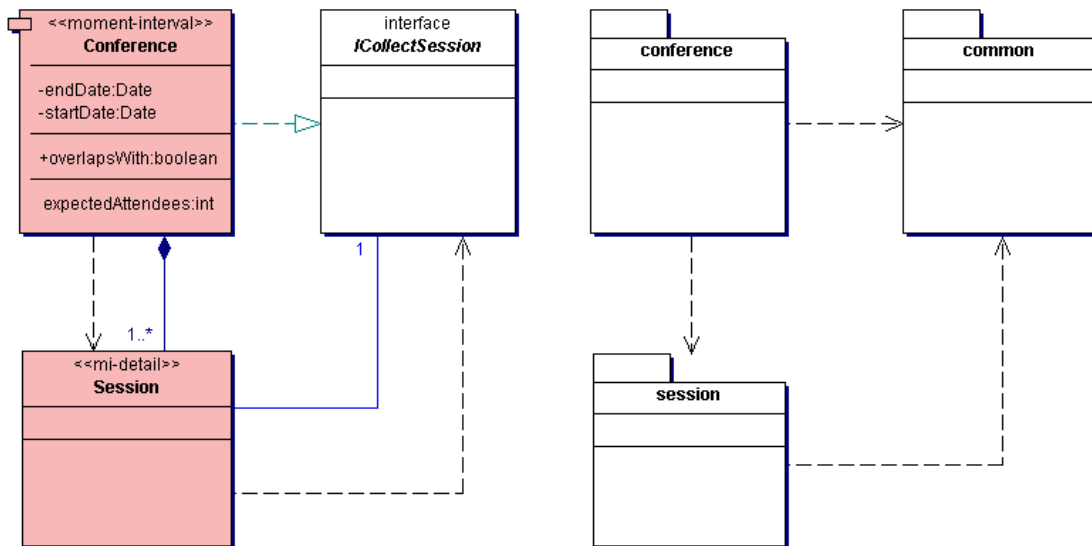 <<moment-interval>>
Conference
-endDate:Date
-startDate:Date
+overlapsWith:boolean
expectedAttendees:int
interface
ICollectSession
conference
common
1
1..*
<<mi-detail>>
Session
session